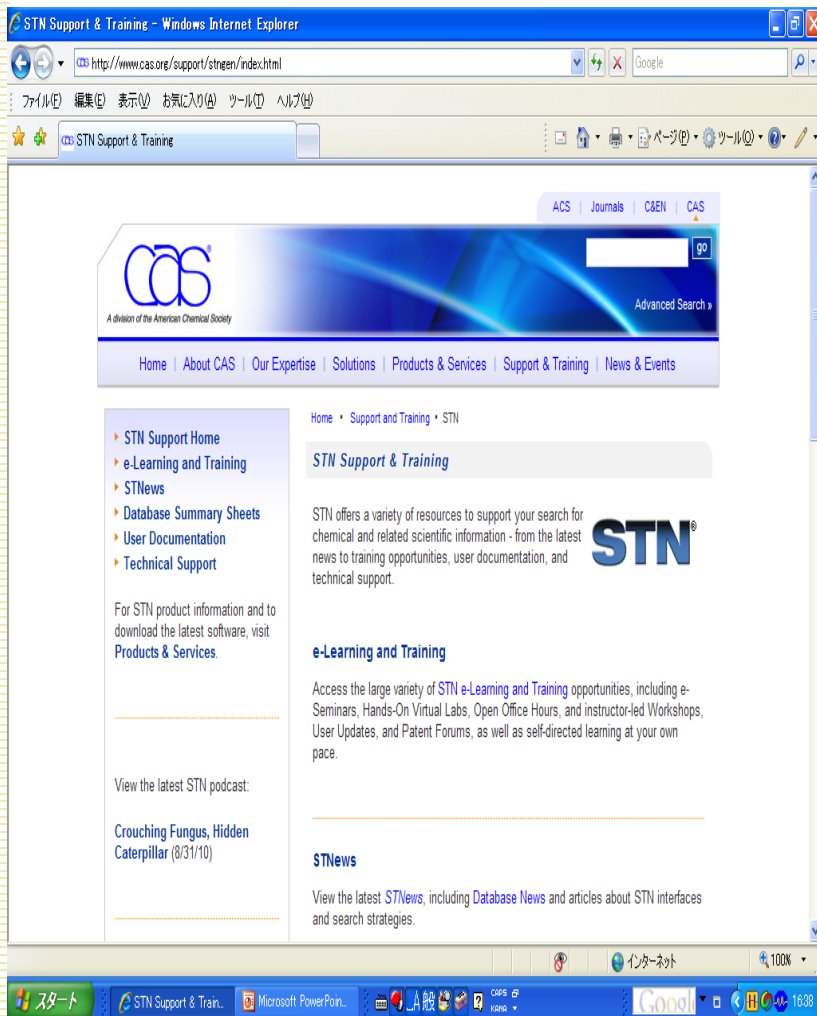 STN Support & Training - Windows Internet Explorer
http://www.cas.org/support/stngen/index.html
Google
ファイル(F) 編集(E) 表示(V) お気に入り(A) ツール(T) ヘルプ(H)
STN Support & Training
ページ(P) ツール(O)
ACS | Journals | C&EN | CAS
CAS®
go
A division of the American Chemical Society
Advanced Search »
Home | About CAS | Our Expertise | Solutions | Products & Services | Support & Training | News & Events
STN Support Home
e-Learning and Training
STNews
Database Summary Sheets
User Documentation
Technical Support
For STN product information and to
download the latest software, visit
Products & Services.
View the latest STN podcast:
Crouching Fungus, Hidden
Caterpillar (8/31/10)
Home • Support and Training • STN
STN Support & Training
STN offers a variety of resources to support your search for
chemical and related scientific information - from the latest
news to training opportunities, user documentation, and
technical support.
STN®
e-Learning and Training
Access the large variety of STN e-Learning and Training opportunities, including e-
Seminars, Hands-On Virtual Labs, Open Office Hours, and instructor-led Workshops,
User Updates, and Patent Forums, as well as self-directed learning at your own
pace.
STNews
View the latest STNews, including Database News and articles about STN interfaces
and search strategies.
インターネット 100%
スタート STN Support & Train.. Microsoft PowerPoin.. A 般 CAPS KANA Googl 16:38